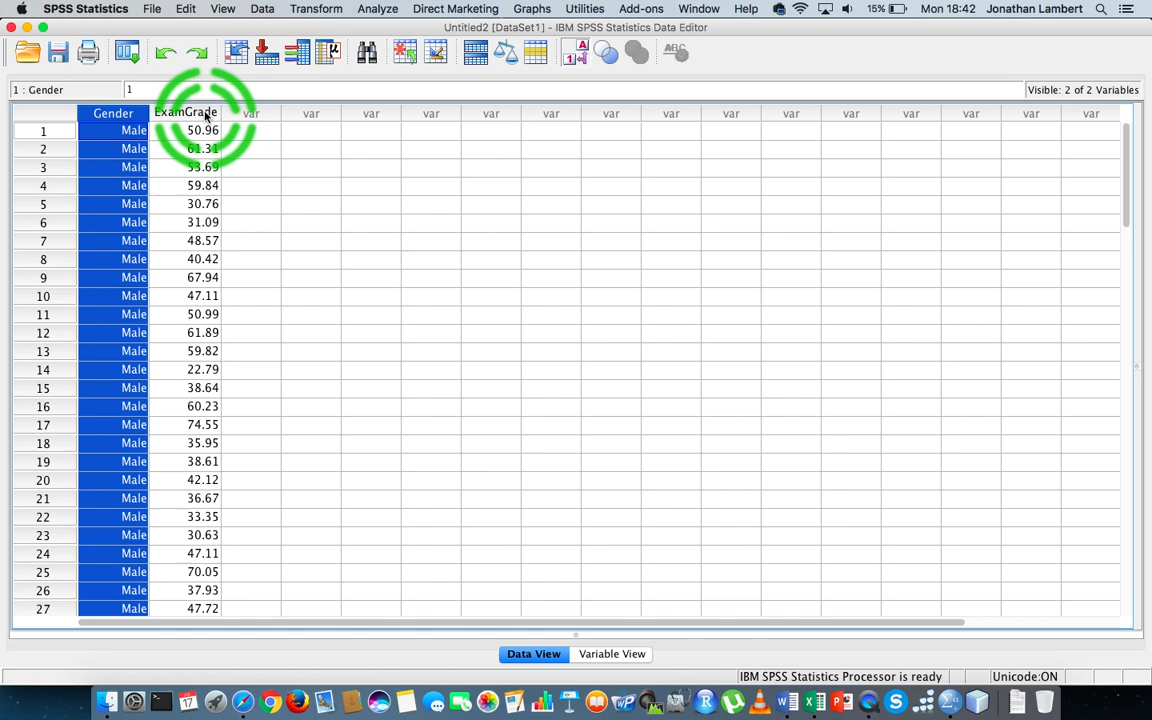 SPSS Statistics File Edit View Data Transform Analyze Direct Marketing Graphs Utilities Add-ons Window Help 15% Mon 18:42 Jonathan Lambert
Untitled2 [DataSet1] - IBM SPSS Statistics Data Editor
1 : Gender 1 Visible: 2 of 2 Variables
Gender ExamGrade var var var var var var var var var var var var var var var
1 Male 50.96
2 Male 61.31
3 Male 53.69
4 Male 59.84
5 Male 30.76
6 Male 31.09
7 Male 48.57
8 Male 40.42
9 Male 67.94
10 Male 47.11
11 Male 50.99
12 Male 61.89
13 Male 59.82
14 Male 22.79
15 Male 38.64
16 Male 60.23
17 Male 74.55
18 Male 35.95
19 Male 38.61
20 Male 42.12
21 Male 36.67
22 Male 33.35
23 Male 30.63
24 Male 47.11
25 Male 70.05
26 Male 37.93
27 Male 47.72
Data View Variable View
IBM SPSS Statistics Processor is ready Unicode:ON